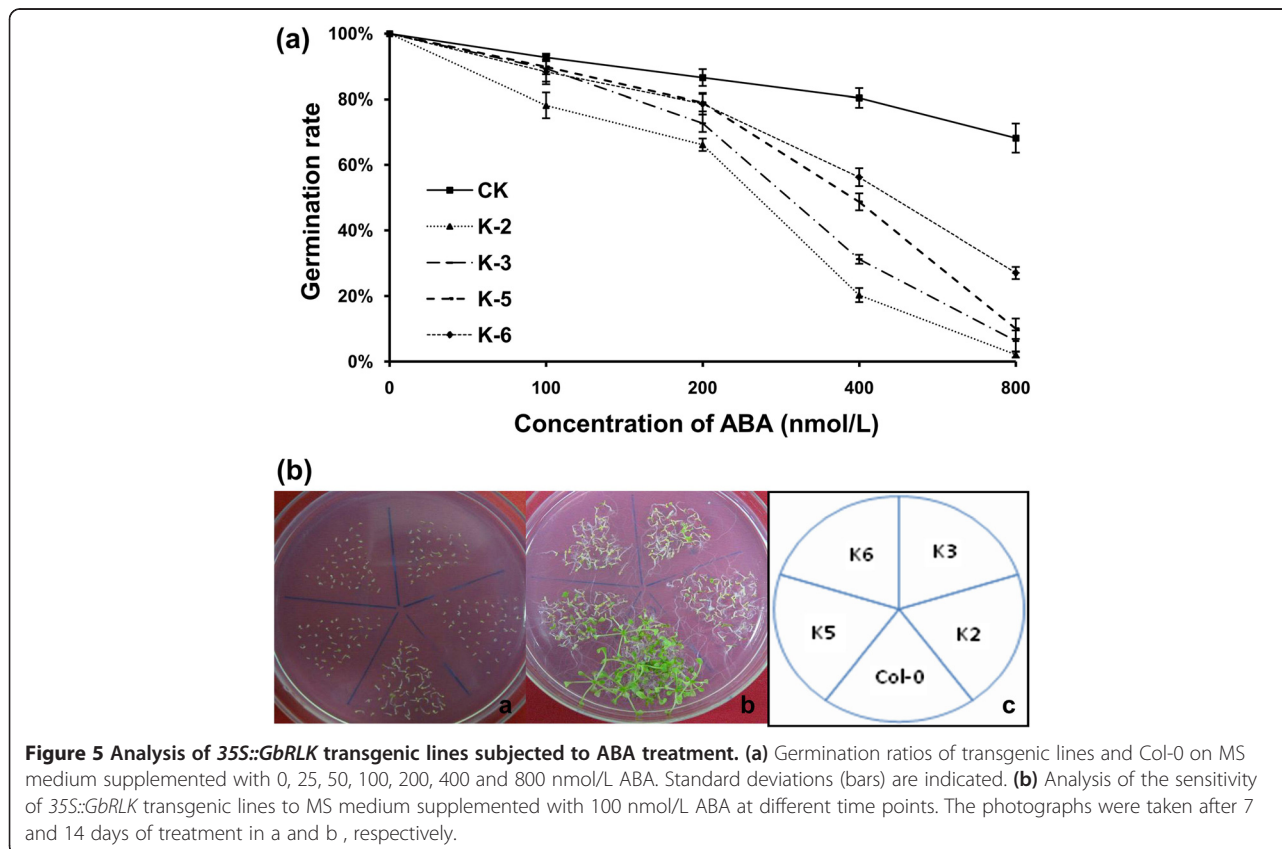 (a)
100%
80%
60%
40%
20%
0%
Germination rate
CK
K-2
K-3
K-5
K-6
0 100 200 400 800
Concentration of ABA (nmol/L)
(b)
a
b
K6 K3
K5 K2
Col-0
c
Figure 5 Analysis of 35S::GbRLK transgenic lines subjected to ABA treatment. (a) Germination ratios of transgenic lines and Col-0 on MS
medium supplemented with 0, 25, 50, 100, 200, 400 and 800 nmol/L ABA. Standard deviations (bars) are indicated. (b) Analysis of the sensitivity
of 35S::GbRLK transgenic lines to MS medium supplemented with 100 nmol/L ABA at different time points. The photographs were taken after 7
and 14 days of treatment in a and b , respectively.